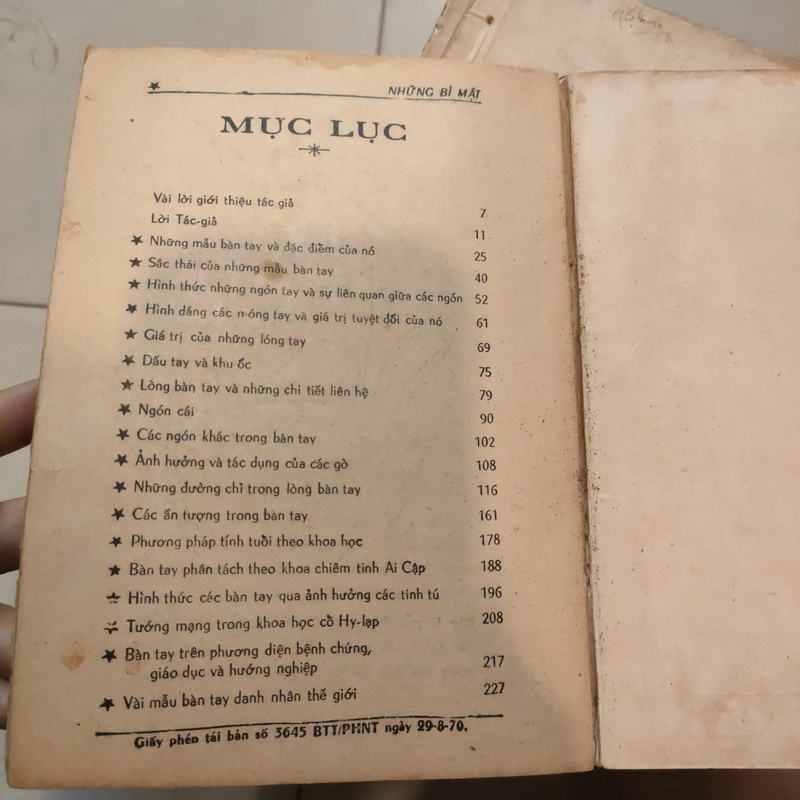 NHỮNG BÍ MẬT
MỤC LỤC
Vài lời giới thiệu tác giả 7
Lời Tác-giả 11
Những mẫu bàn tay và đặc điểm của nó 25
Sắc thái của những mẫu bàn tay 40
Hình thức những ngón tay và sự liên quan giữa các ngón 52
Hình dáng các móng tay và giá trị tuyệt đối của nó 61
Giá trị của những lóng tay 69
Dấu tay và khu ốc 75
Lòng bàn tay và những chi tiết liên hệ 79
Ngón cái 90
Các ngón khác trong bàn tay 102
Ảnh hưởng và tác dụng của các gò 108
Những đường chỉ trong lòng bàn tay 116
Các ấn tượng trong bàn tay 161
Phương pháp tính tuổi theo khoa học 178
Bàn tay phân tách theo khoa chiêm tinh Ai Cập 188
Hình thức các bàn tay qua ảnh hưởng các tinh tú 196
Tướng mạng trong khoa học cổ Hy-lạp 208
Bàn tay trên phương diện bệnh chứng,
giáo dục và hướng nghiệp 217
Vài mẫu bàn tay danh nhân thế giới 227
Giấy phép tái bản số 3645 BTT/PHNT ngày 29-8-70.